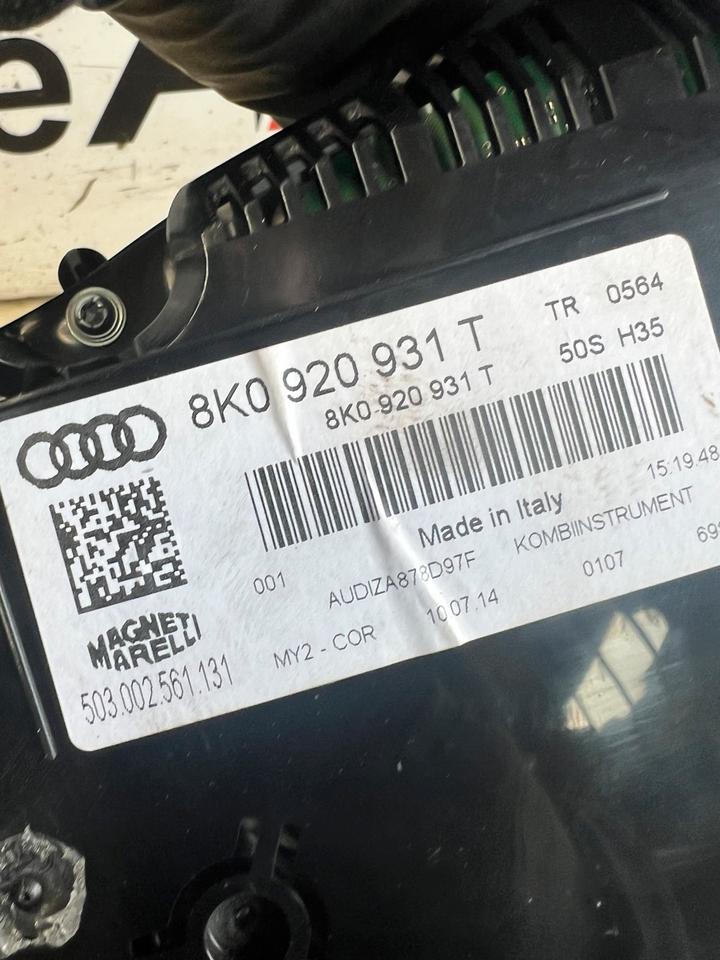 eA
8K0 920 931 T
TR 0564
8K0 920 931 T
50S H35
Made in Italy
15:19.48
001
AUDIZA878D97F
KOMBIINSTRUMENT
MAGNETI
MARELLI
MY2 - COR
10.07.14
0107
503.002.561.131